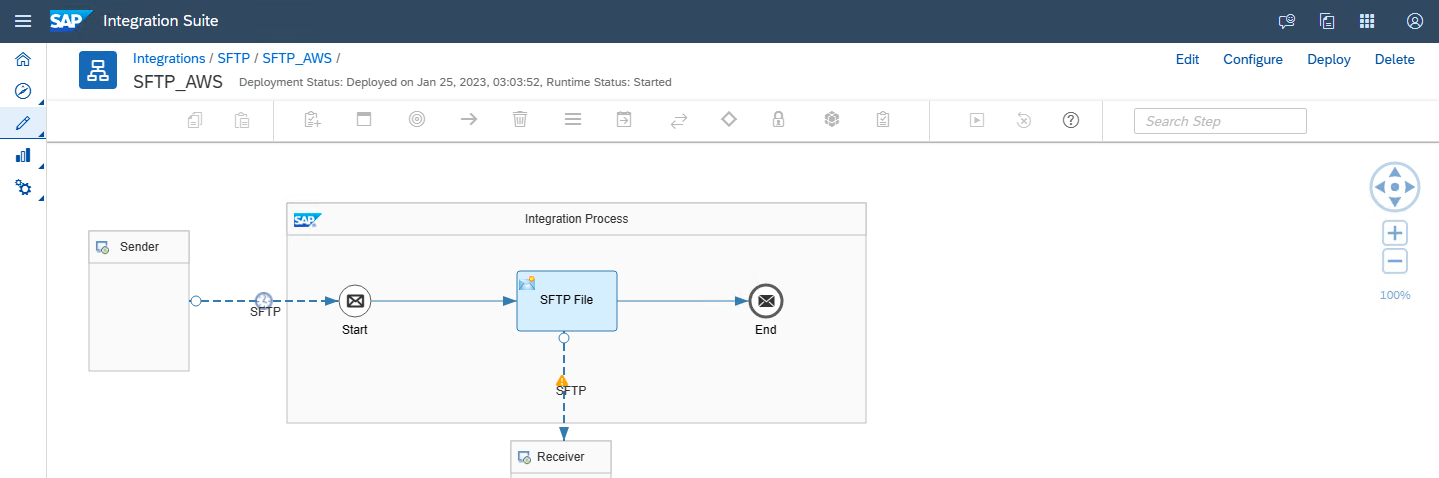 SAP Integration Suite
Integrations / SFTP / SFTP_AWS /
SFTP_AWS Deployment Status: Deployed on Jan 25, 2023, 03:03:52, Runtime Status: Started
Edit Configure Deploy Delete
Search Step
SAP Integration Process
Sender
SFTP
Start
SFTP File
End
SFTP
Receiver
100%